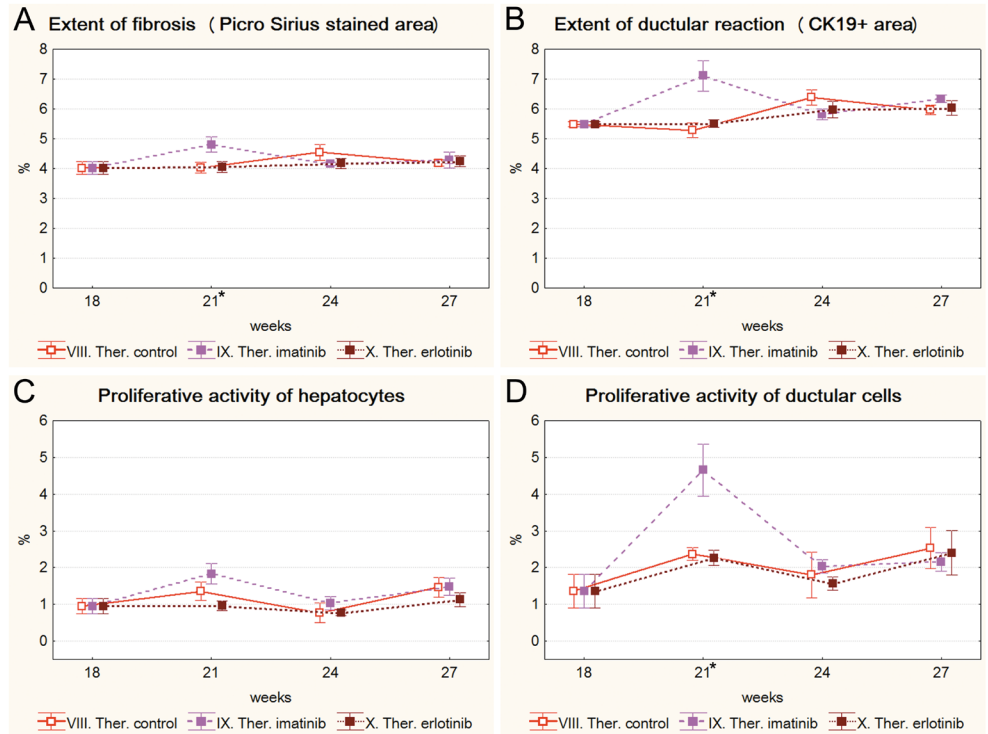 A Extent of fibrosis ( Picro Sirius stained area)
8
7
6
5
4
3
2
1
0
%
18 21* 24 27
weeks
VIII. Ther. control IX. Ther. imatinib X. Ther. erlotinib
B Extent of ductular reaction ( CK19+ area)
8
7
6
5
4
3
2
1
0
%
18 21* 24 27
weeks
VIII. Ther. control IX. Ther. imatinib X. Ther. erlotinib
C Proliferative activity of hepatocytes
6
5
4
3
2
1
0
%
18 21 24 27
weeks
VIII. Ther. control IX. Ther. imatinib X. Ther. erlotinib
D Proliferative activity of ductular cells
6
5
4
3
2
1
0
%
18 21* 24 27
weeks
VIII. Ther. control IX. Ther. imatinib X. Ther. erlotinib